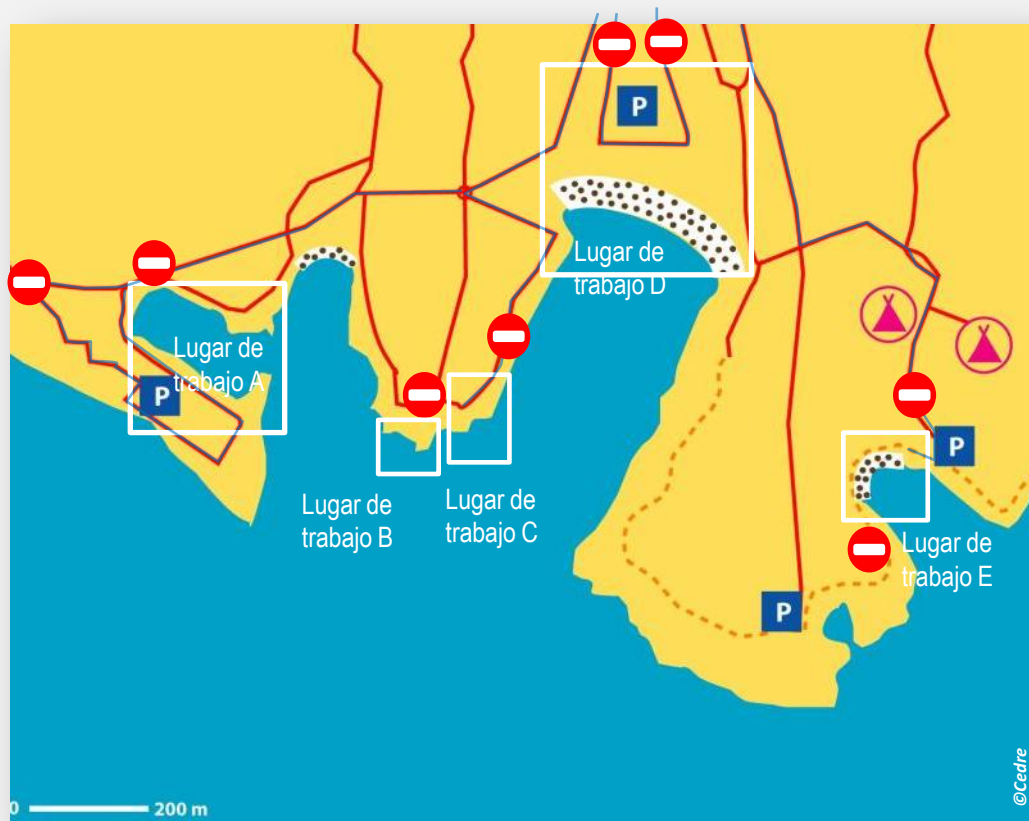 P
Lugar de
trabajo D
Lugar de
trabajo A
P
P
Lugar de
trabajo B
Lugar de
trabajo C
Lugar de
trabajo E
P
©Cedre
0 200 m